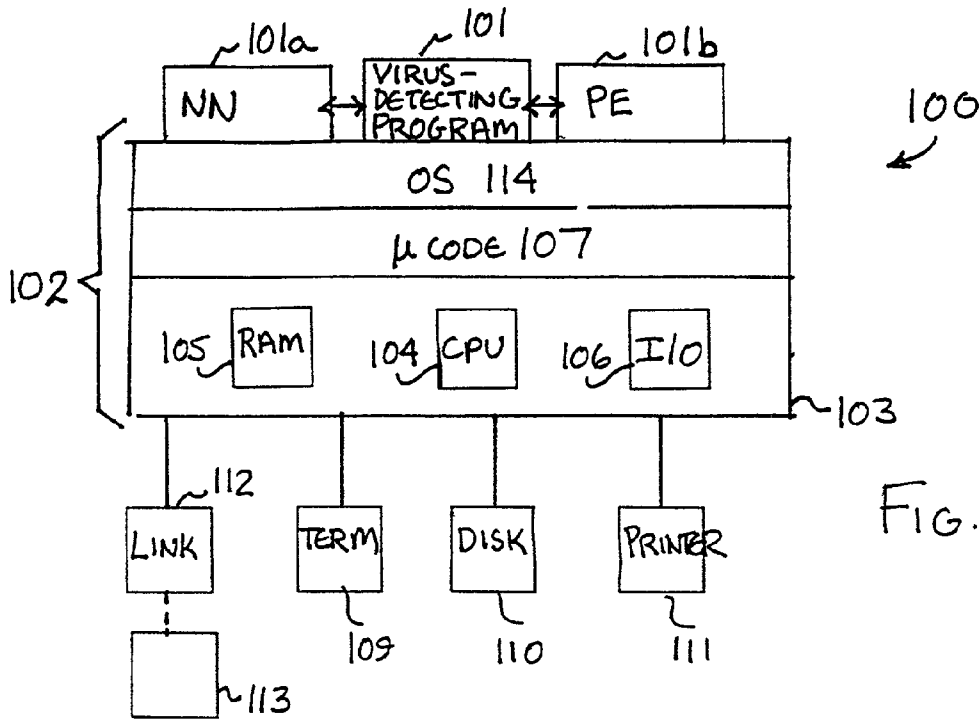 101a
101
101b
NN
VIRUS-
DETECTING
PROGRAM
PE
100
OS 114
μ CODE 107
102
105
RAM
104
CPU
106
I/O
103
112
LINK
TERM
DISK
PRINTER
FIG.
109
110
111
113